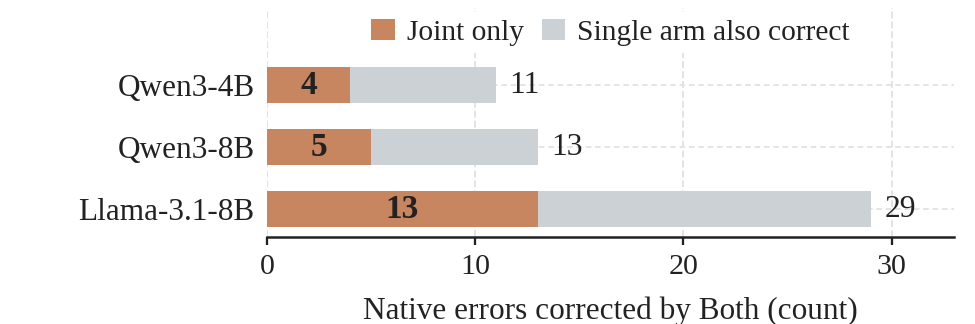 Joint only Single arm also correct
Qwen3-4B 4 11
Qwen3-8B 5 13
Llama-3.1-8B 13 29
0 10 20 30
Native errors corrected by Both (count)